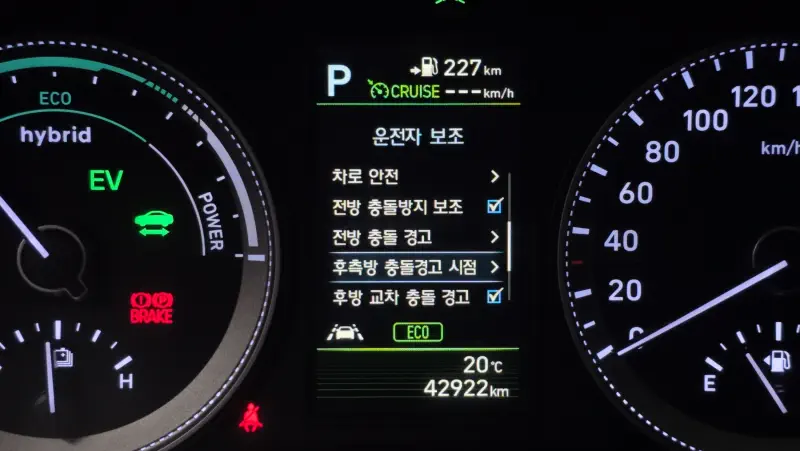 ECO
hybrid
EV
POWER
BRAKE
H
P
227 km
CRUISE ---km/h
운전자 보조
차로 안전
전방 충돌방지 보조
전방 충돌 경고
후측방 충돌경고 시점
후방 교차 충돌 경고
ECO
20℃
42922km
120
100
80
60
40
20
0
km/h
E